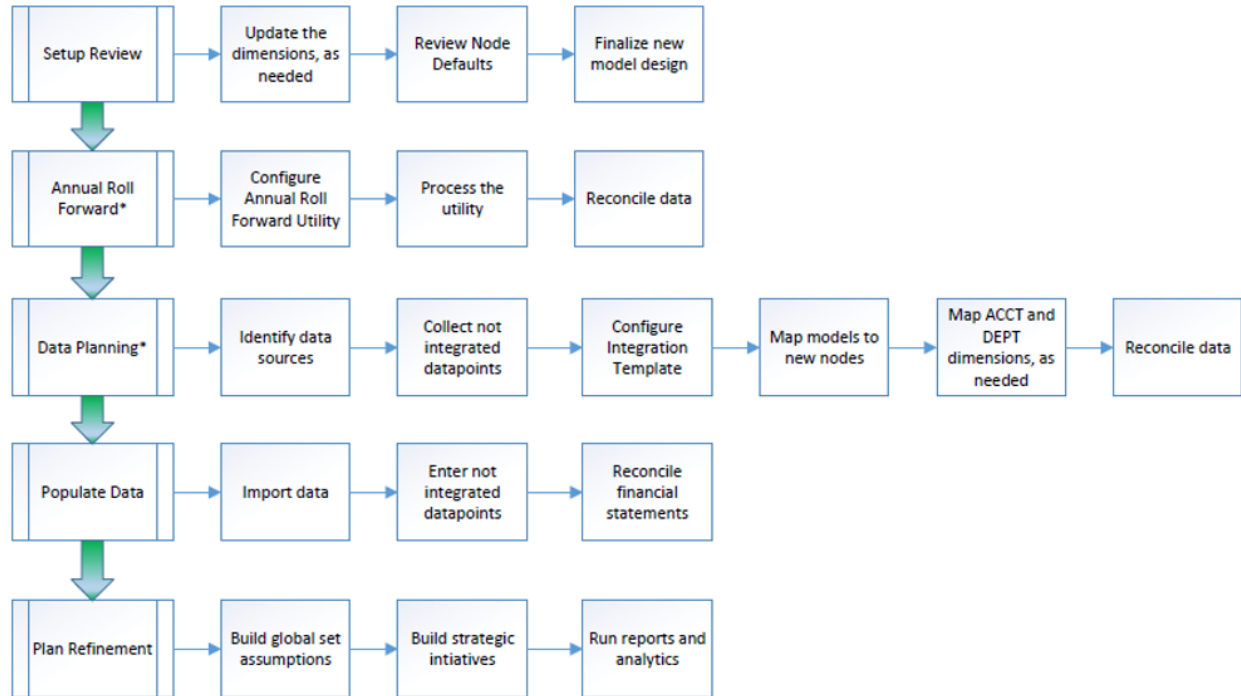 Setup Review
Update the
dimensions, as
needed
Review Node
Defaults
Finalize new
model design
Annual Roll
Forward*
Configure
Annual Roll
Forward Utility
Process the
utility
Reconcile data
Data Planning*
Identify data
sources
Collect not
integrated
datapoints
Configure
Integration
Template
Map models to
new nodes
Map ACCT and
DEPT
dimensions, as
needed
Reconcile data
Populate Data
Import data
Enter not
integrated
datapoints
Reconcile
financial
statements
Plan Refinement
Build global set
assumptions
Build strategic
intiatives
Run reports and
analytics